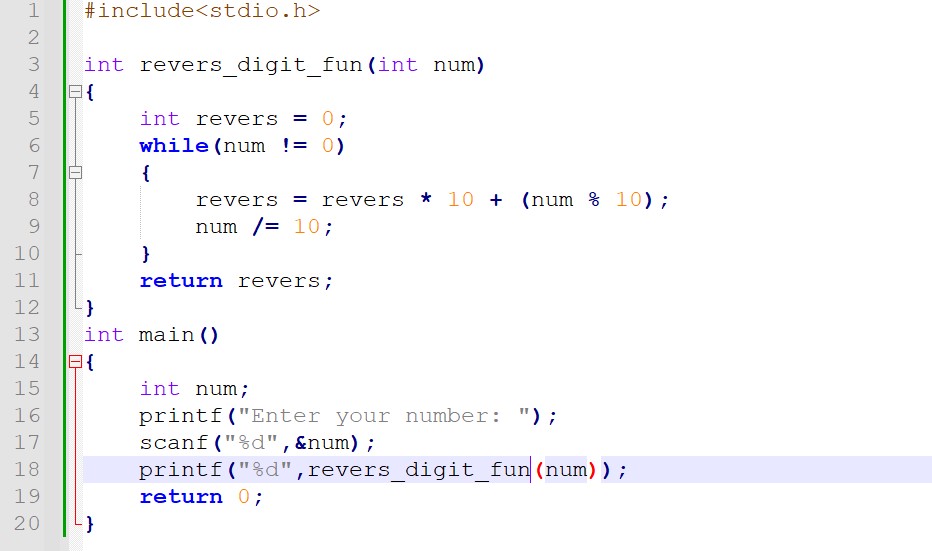 1 #include<stdio.h>
2
3 int revers_digit_fun(int num)
4 {
5 int revers = 0;
6 while(num != 0)
7 {
8 revers = revers * 10 + (num % 10);
9 num /= 10;
10 }
11 return revers;
12 }
13 int main()
14 {
15 int num;
16 printf("Enter your number: ");
17 scanf("%d",&num);
18 printf("%d",revers_digit_fun(num));
19 return 0;
20 }